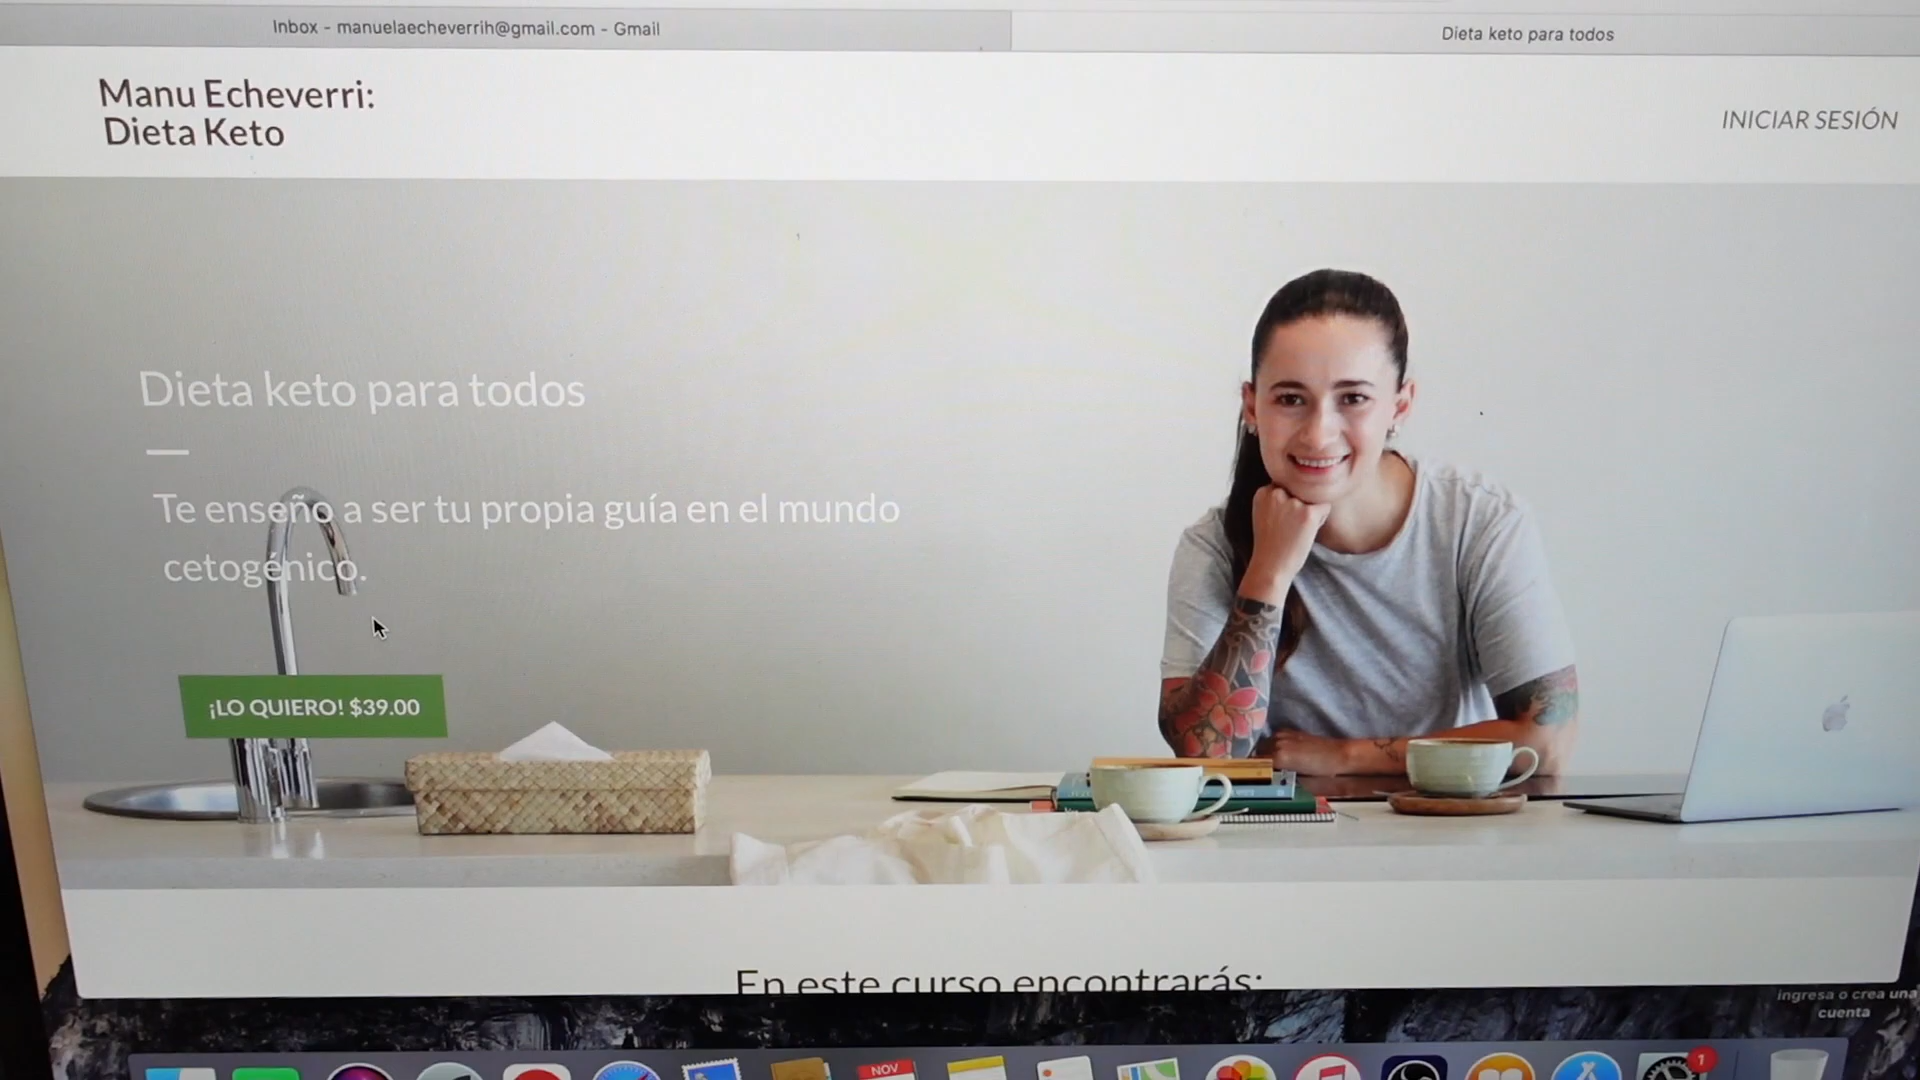 Inbox - manuelaecheverrih@gmail.com - Gmail
Dieta keto para todos
Manu Echeverri:
Dieta Keto
INICIAR SESIÓN
Dieta keto para todos
Te enseño a ser tu propia guía en el mundo
cetogénico.
¡LO QUIERO! $39.00
En este curso encontrarás:
ingresa o crea una
cuenta
NOV
1